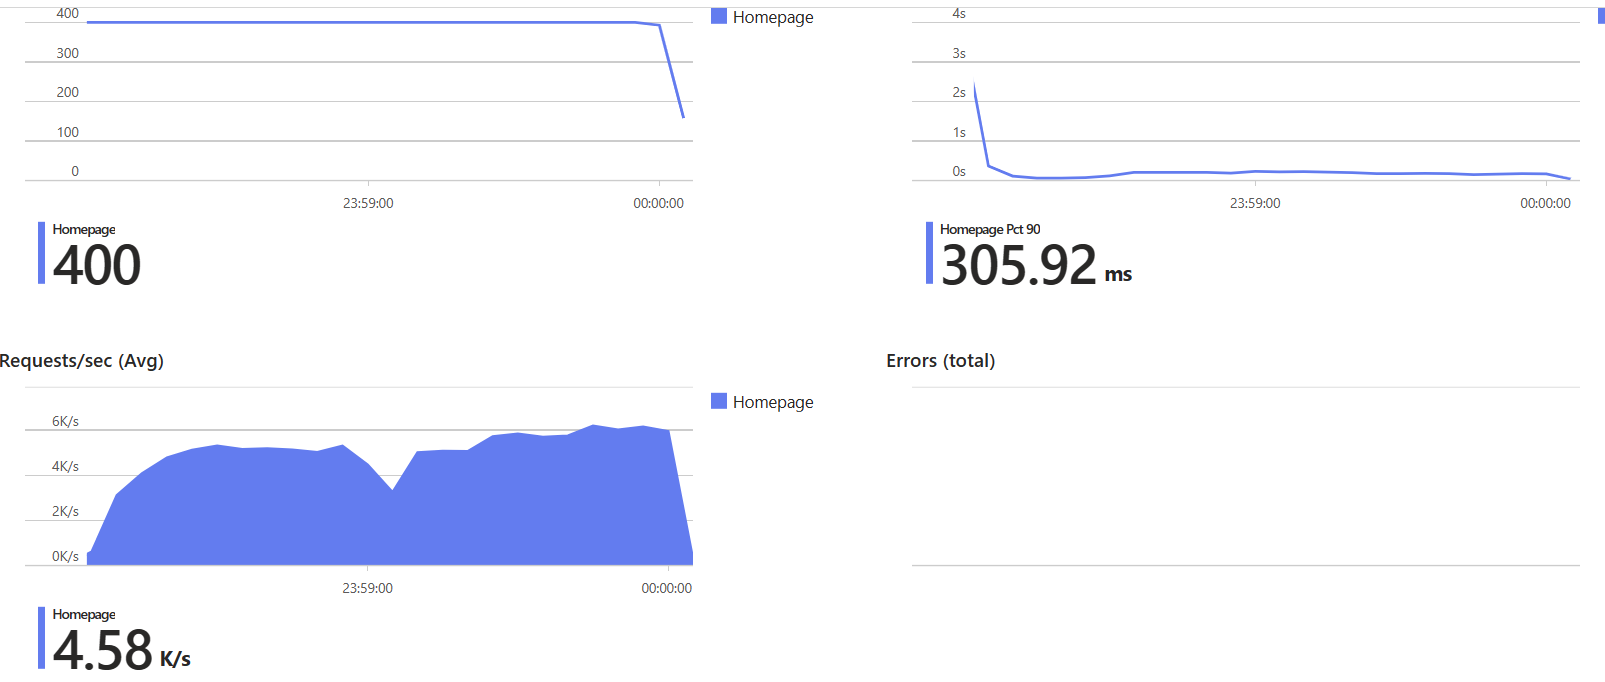 400
300
200
100
0
23:59:00
00:00:00
Homepage
Homepage
400
4s
3s
2s
1s
0s
23:59:00
00:00:00
Homepage Pct 90
305.92 ms
Requests/sec (Avg)
6K/s
4K/s
2K/s
0K/s
23:59:00
00:00:00
Homepage
Homepage
4.58 K/s
Errors (total)